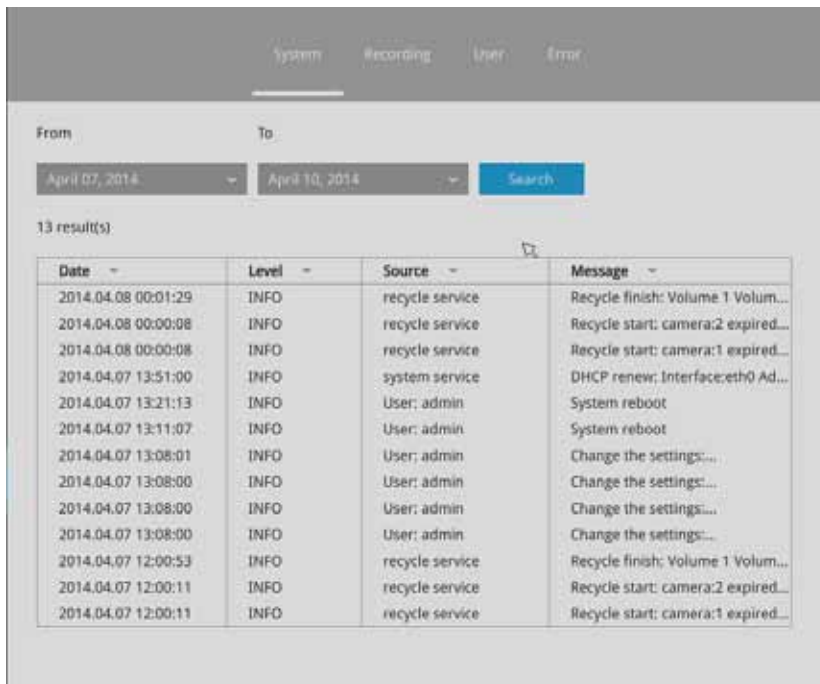 System Recording User Error
From To
April 07, 2014 April 10, 2014 Search
13 result(s)
Date Level Source Message
2014.04.08 00:01:29 INFO recycle service Recycle finish: Volume 1 Volum...
2014.04.08 00:00:08 INFO recycle service Recycle start: camera:2 expired...
2014.04.08 00:00:08 INFO recycle service Recycle start: camera:1 expired...
2014.04.07 13:51:00 INFO system service DHCP renew: Interface:eth0 Ad...
2014.04.07 13:21:13 INFO User: admin System reboot
2014.04.07 13:11:07 INFO User: admin System reboot
2014.04.07 13:08:01 INFO User: admin Change the settings:...
2014.04.07 13:08:00 INFO User: admin Change the settings:...
2014.04.07 13:08:00 INFO User: admin Change the settings:...
2014.04.07 13:08:00 INFO User: admin Change the settings:...
2014.04.07 12:00:53 INFO recycle service Recycle finish: Volume 1 Volum...
2014.04.07 12:00:11 INFO recycle service Recycle start: camera:2 expired...
2014.04.07 12:00:11 INFO recycle service Recycle start: camera:1 expired...